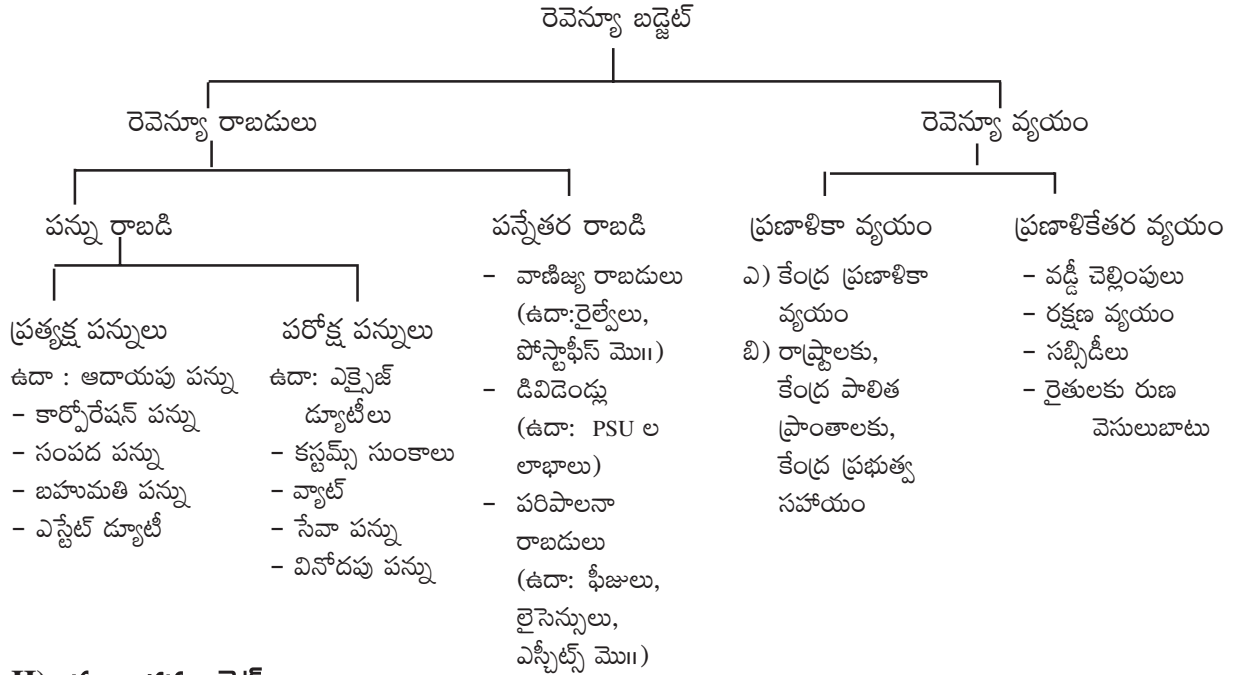 రెవెన్యూ బడ్జెట్
రెవెన్యూ రాబడులు
రెవెన్యూ వ్యయం
పన్ను రాబడి
పన్నేతర రాబడి
ప్రణాళికా వ్యయం
ప్రణాళికేతర వ్యయం
ప్రత్యక్ష పన్నులు
ఉదా : ఆదాయపు పన్ను
- కార్పోరేషన్ పన్ను
- సంపద పన్ను
- బహుమతి పన్ను
- ఎస్టేట్ డ్యూటీ
పరోక్ష పన్నులు
ఉదా: ఎక్సైజ్
డ్యూటీలు
- కస్టమ్స్ సుంకాలు
- వ్యాట్
- సేవా పన్ను
- వినోదపు పన్ను
- వాణిజ్య రాబడులు
(ఉదా:రైల్వేలు,
పోస్టాఫీస్ మొ॥)
- డివిడెండ్లు
(ఉదా: PSU ల
లాభాలు)
- పరిపాలనా
రాబడులు
(ఉదా: ఫీజులు,
లైసెన్సులు,
ఎస్చీట్స్ మొ॥)
ఎ) కేంద్ర ప్రణాళికా
వ్యయం
బి) రాష్ట్రాలకు,
కేంద్ర పాలిత
ప్రాంతాలకు,
కేంద్ర ప్రభుత్వ
సహాయం
- వడ్డీ చెల్లింపులు
- రక్షణ వ్యయం
- సబ్సిడీలు
- రైతులకు రుణ
వెసులుబాటు
II)